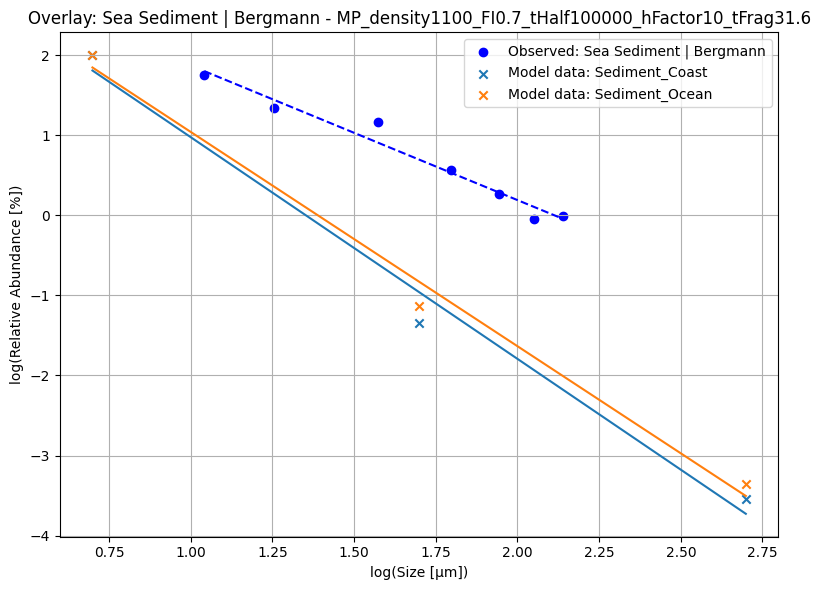 Overlay: Sea Sediment | Bergmann - MP_density1100_FI0.7_tHalf100000_hFactor10_tFrag31.6
Observed: Sea Sediment | Bergmann
Model data: Sediment_Coast
Model data: Sediment_Ocean
log(Relative Abundance [%])
2
1
0
−1
−2
−3
−4
0.75 1.00 1.25 1.50 1.75 2.00 2.25 2.50 2.75
log(Size [μm])